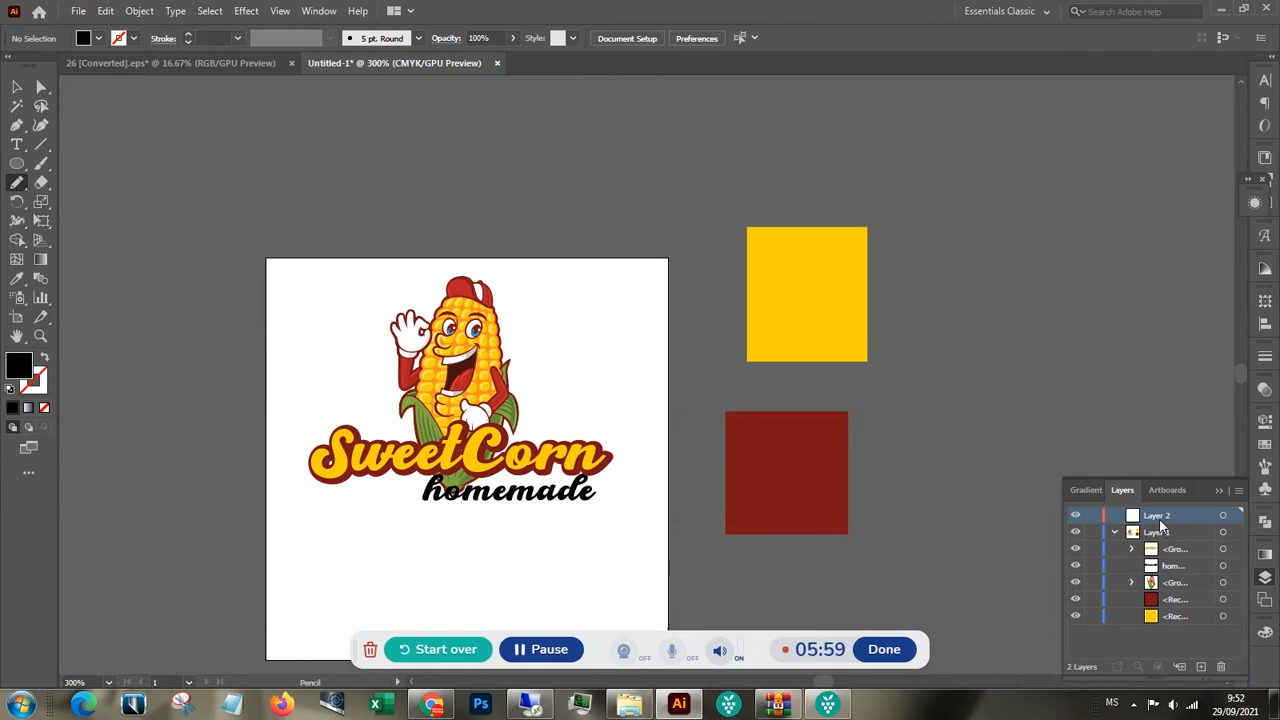 Ai File Edit Object Type Select Effect View Window Help Essentials Classic Search Adobe Help
No Selection Stroke: 5 pt. Round Opacity: 100% Style: Document Setup Preferences
26 [Converted].eps* @ 16.67% (RGB/GPU Preview) Untitled-1* @ 300% (CMYK/GPU Preview)
SweetCorn
homemade
Gradient Layers Artboards
Layer 2
Layer 1
<Gro...
hom...
<Gro...
<Rec...
<Rec...
2 Layers
Start over Pause OFF OFF ON 05:59 Done
300% 1 Pencil
Ps Ai MS 9:52
29/09/2021